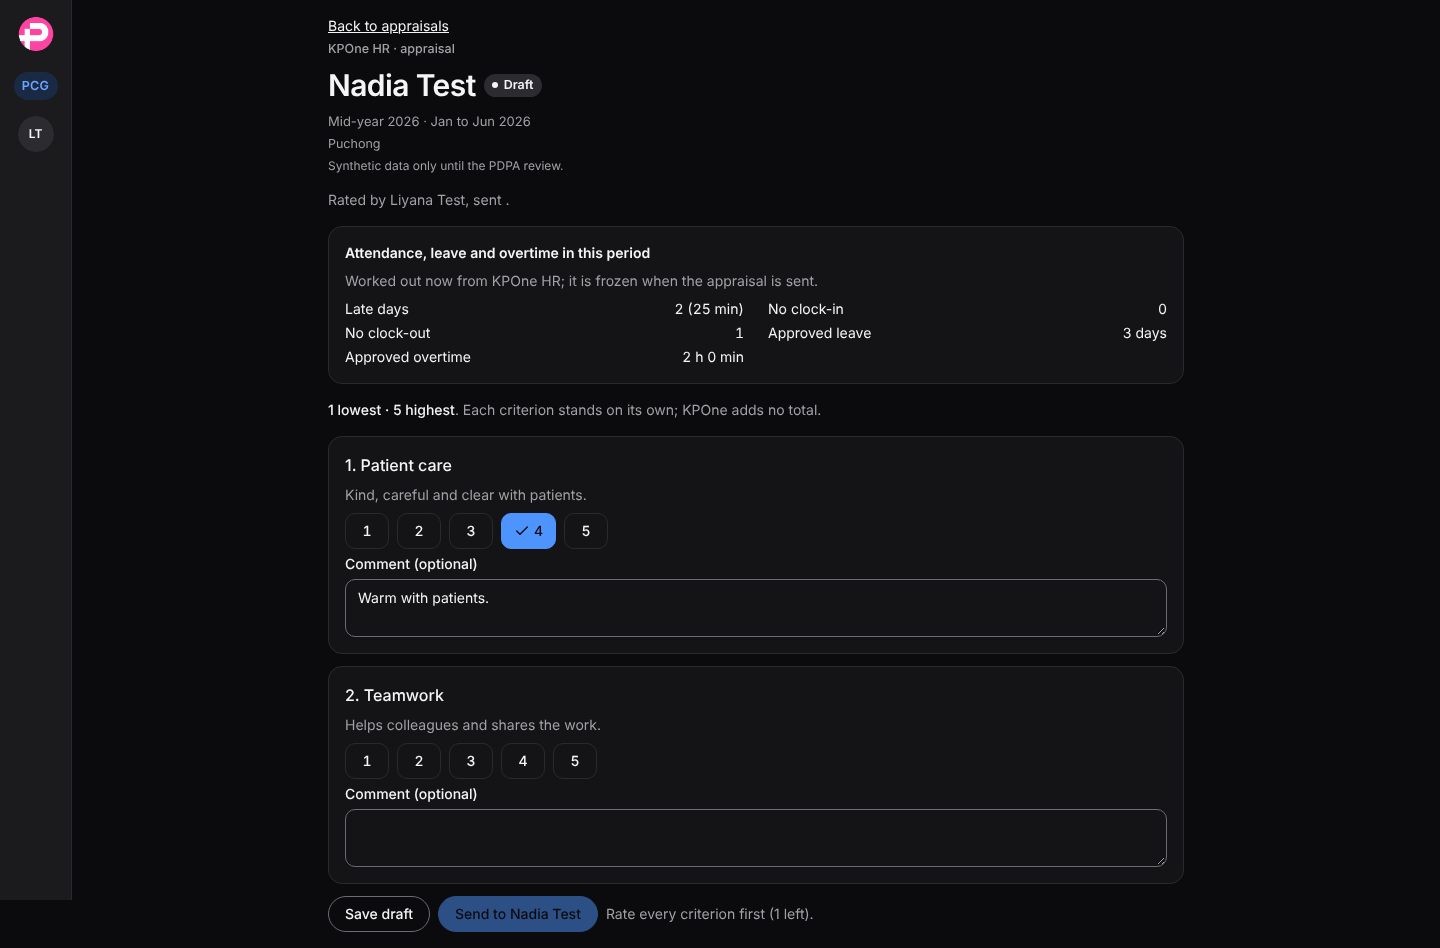 Back to appraisals
KPOne HR · appraisal
PCG
Nadia Test
Draft
LT
Mid-year 2026 · Jan to Jun 2026
Puchong
Synthetic data only until the PDPA review.
Rated by Liyana Test, sent .
Attendance, leave and overtime in this period
Worked out now from KPOne HR; it is frozen when the appraisal is sent.
Late days 2 (25 min) No clock-in 0
No clock-out 1 Approved leave 3 days
Approved overtime 2 h 0 min
1 lowest · 5 highest. Each criterion stands on its own; KPOne adds no total.
1. Patient care
Kind, careful and clear with patients.
1 2 3 4 5
Comment (optional)
Warm with patients.
2. Teamwork
Helps colleagues and shares the work.
1 2 3 4 5
Comment (optional)
Save draft Send to Nadia Test Rate every criterion first (1 left).